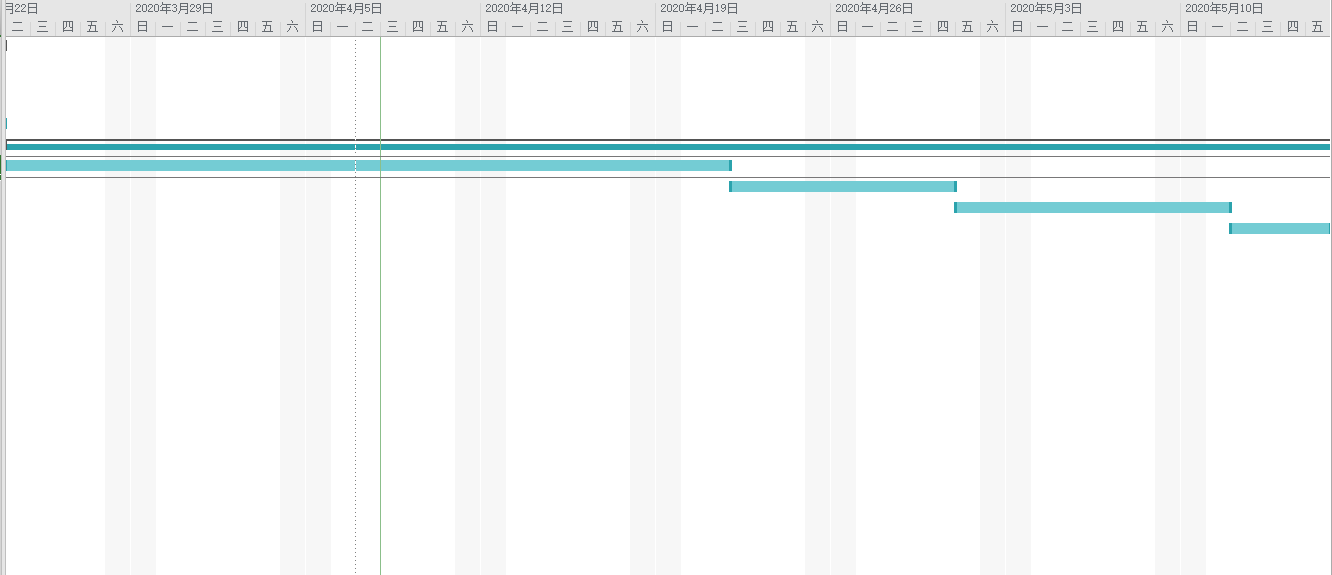 月22日 2020年3月29日 2020年4月5日 2020年4月12日 2020年4月19日 2020年4月26日 2020年5月3日 2020年5月10日
二 三 四 五 六 日 一 二 三 四 五 六 日 一 二 三 四 五 六 日 一 二 三 四 五 六 日 一 二 三 四 五 六 日 一 二 三 四 五 六 日 一 二 三 四 五 六 日 一 二 三 四 五